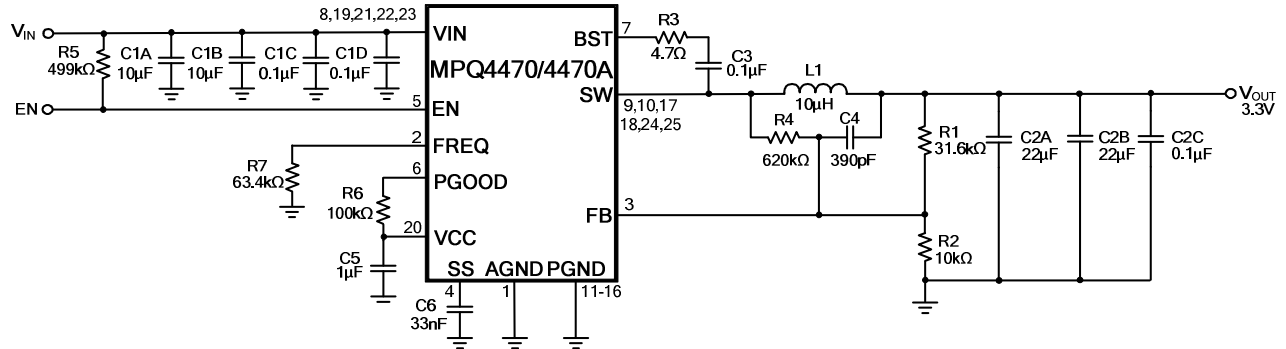 8,19,21,22,23
VIN
VIN
R5
499kΩ
C1A
10µF
C1B
10µF
C1C
0.1µF
C1D
0.1µF
BST
7
R3
4.7Ω
C3
0.1µF
MPQ4470/4470A
SW
9,10,17
18,24,25
L1
10µH
VOUT
3.3V
EN
5
EN
R4
620kΩ
C4
390pF
R1
31.6kΩ
C2A
22µF
C2B
22µF
C2C
0.1µF
2
FREQ
R7
63.4kΩ
6
PGOOD
R6
100kΩ
FB
3
20
VCC
R2
10kΩ
C5
1µF
SS
AGND
PGND
4
1
11-16
C6
33nF